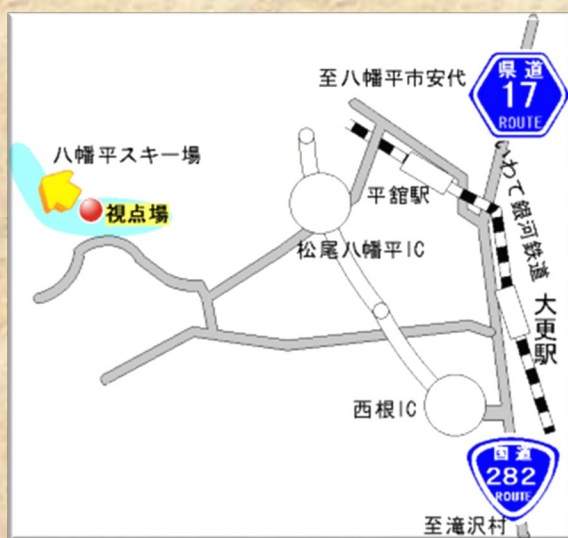 県道
17
ROUTE
至八幡平市安代
八幡平スキー場
視点場
平舘駅
いわて銀河鉄道
松尾八幡平IC
大更駅
西根IC
国道
282
ROUTE
至滝沢村